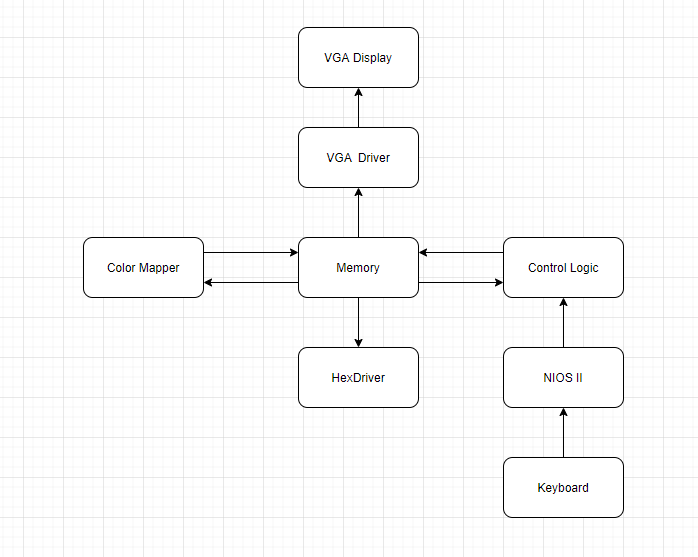 VGA Display
VGA Driver
Color Mapper
Memory
Control Logic
HexDriver
NIOS II
Keyboard